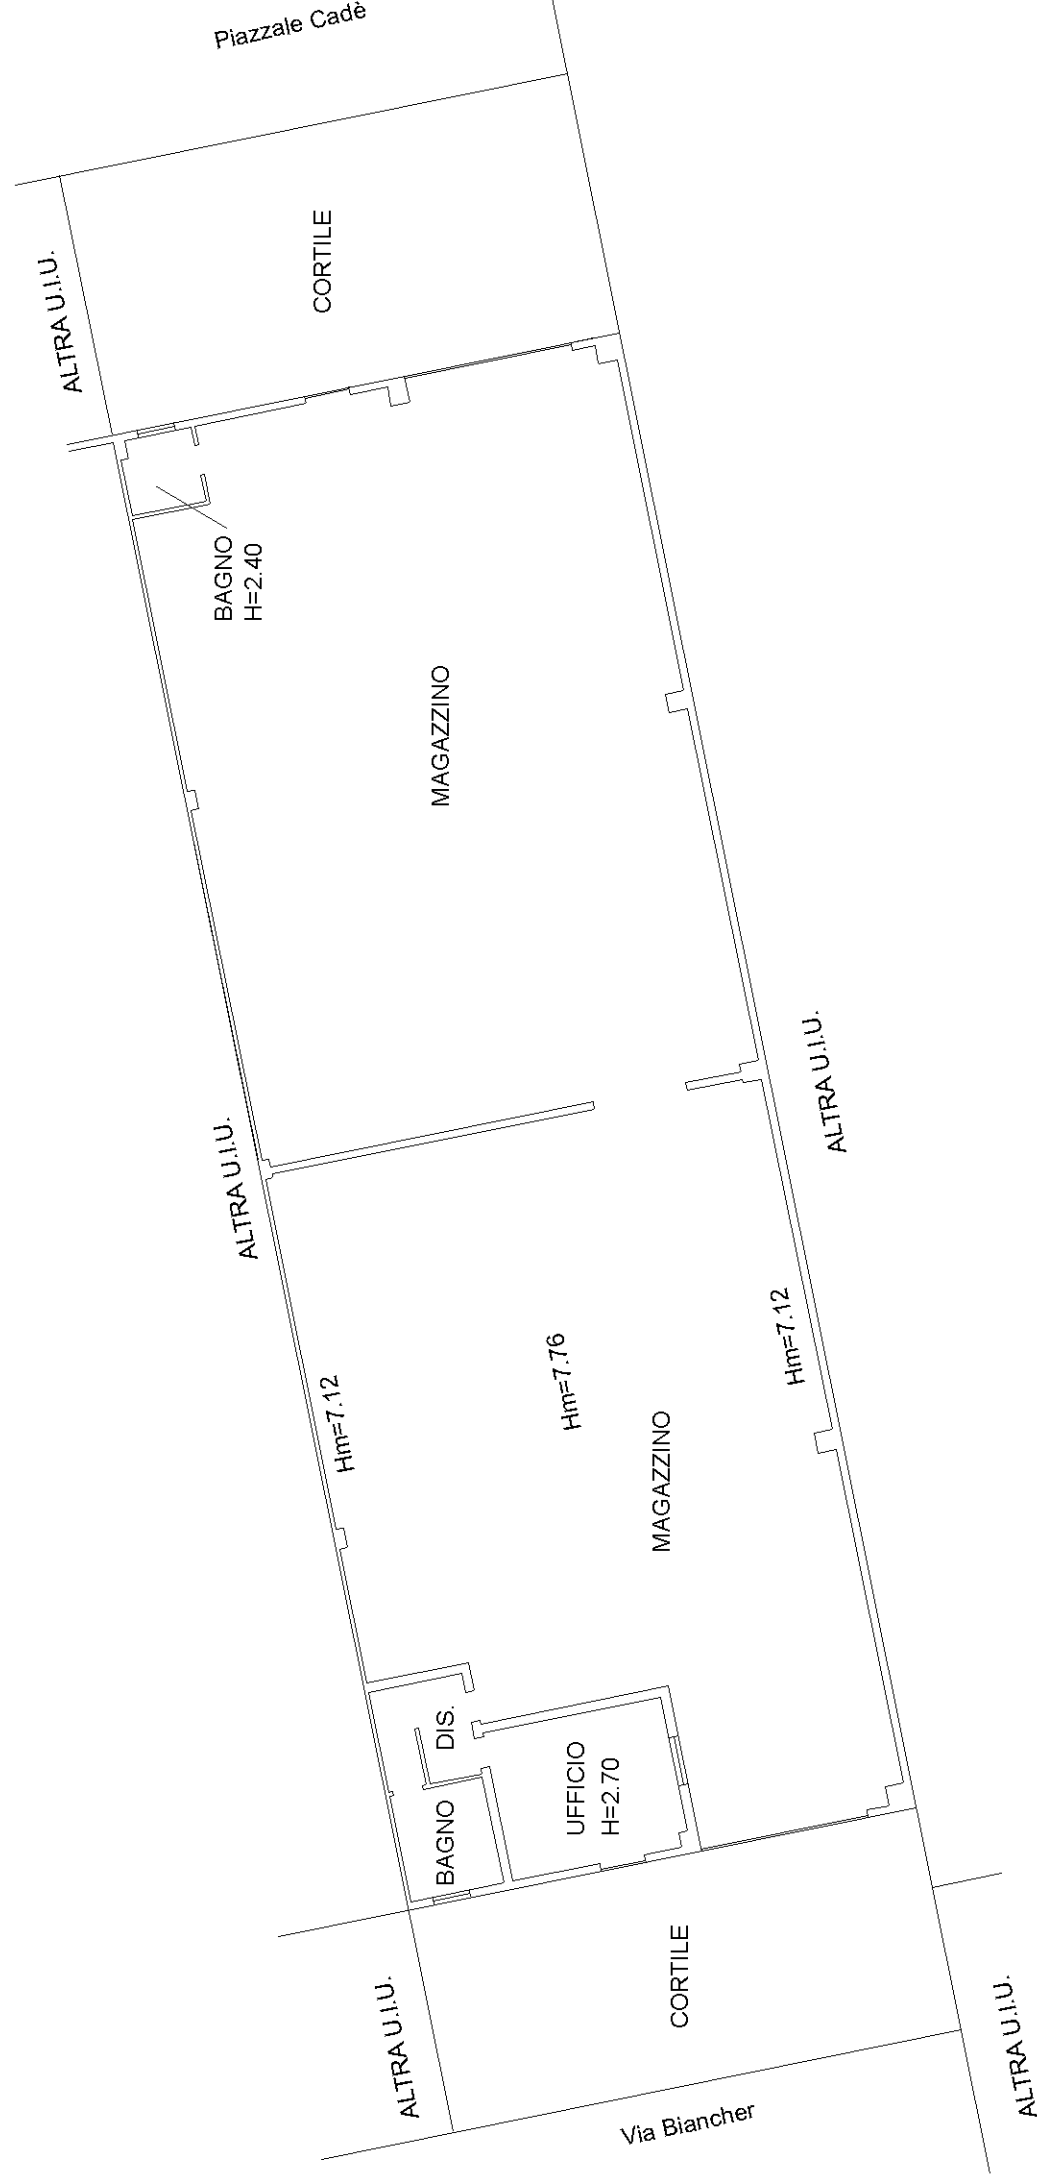 Piazzale Cadè
CORTILE
ALTRA U.I.U.
BAGNO
H=2.40
MAGAZZINO
ALTRA U.I.U.
ALTRA U.I.U.
Hm=7.12
Hm=7.76
Hm=7.12
MAGAZZINO
DIS.
UFFICIO
H=2.70
BAGNO
CORTILE
ALTRA U.I.U.
ALTRA U.I.U.
Via Biancher